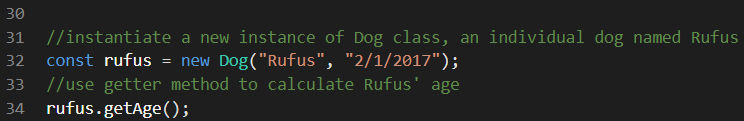 30
31 //instantiate a new instance of Dog class, an individual dog named Rufus
32 const rufus = new Dog("Rufus", "2/1/2017");
33 //use getter method to calculate Rufus' age
34 rufus.getAge();